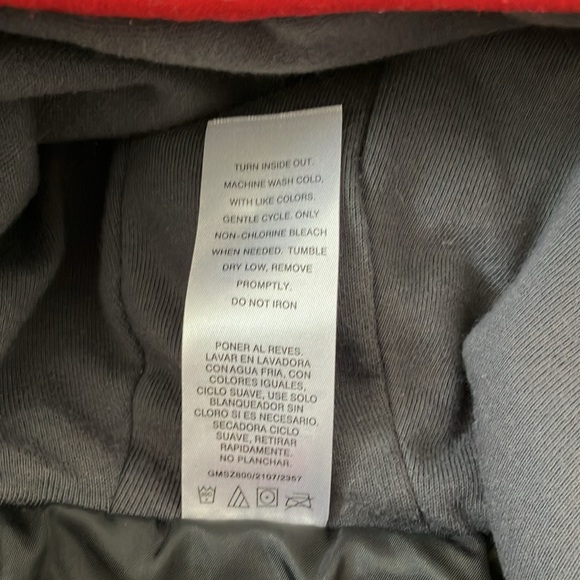 TURN INSIDE OUT.
MACHINE WASH COLD,
WITH LIKE COLORS.
GENTLE CYCLE. ONLY
NON-CHLORINE BLEACH
WHEN NEEDED. TUMBLE
DRY LOW, REMOVE
PROMPTLY.
DO NOT IRON
PONER AL REVES.
LAVAR EN LAVADORA
CON AGUA FRIA, CON
COLORES IGUALES,
CICLO SUAVE, USE SOLO
BLANQUEADOR SIN
CLORO SI ES NECESARIO.
SECADORA CICLO
SUAVE, RETIRAR
RAPIDAMENTE.
NO PLANCHAR.
GMSZ800/2107/2357